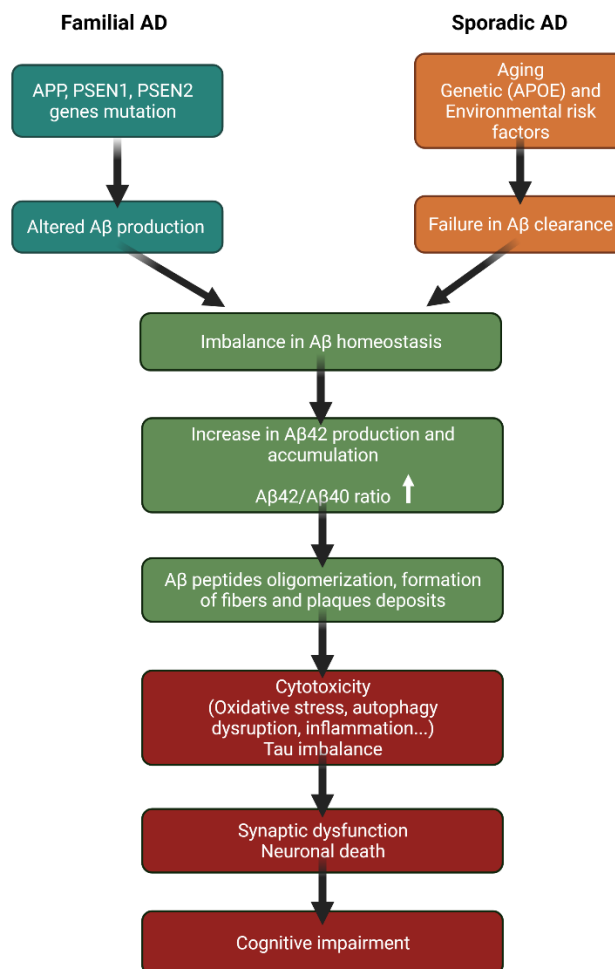 Familial AD
Sporadic AD
APP, PSEN1, PSEN2
genes mutation
Aging
Genetic (APOE) and
Environmental risk
factors
Altered Aβ production
Failure in Aβ clearance
Imbalance in Aβ homeostasis
Increase in Aβ42 production and
accumulation
Aβ42/Aβ40 ratio
Aβ peptides oligomerization, formation
of fibers and plaques deposits
Cytotoxicity
(Oxidative stress, autophagy
dysruption, inflammation...)
Tau imbalance
Synaptic dysfunction
Neuronal death
Cognitive impairment